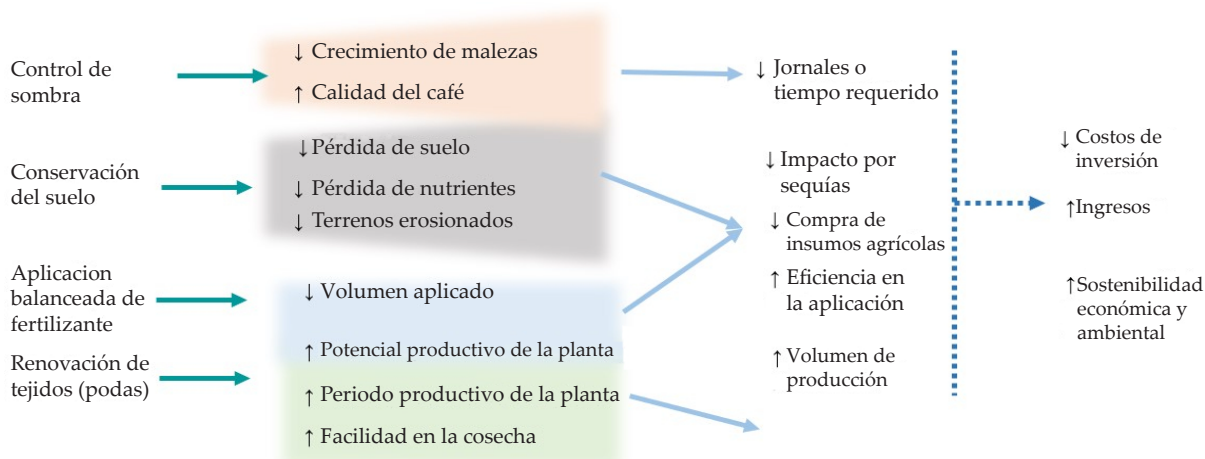 Control de
sombra
↓ Crecimiento de malezas
↑ Calidad del café
↓ Jornales o
tiempo requerido
Conservación
del suelo
↓Pérdida de suelo
↓ Pérdida de nutrientes
↓ Terrenos erosionados
↓ Impacto por
sequías
↓ Compra de
insumos agrícolas
↑ Eficiencia en
la aplicación
↑ Volumen de
producción
Aplicacion
balanceada de
fertilizante
↓ Volumen aplicado
↑ Potencial productivo de la planta
Renovación de
tejidos (podas)
↑ Periodo productivo de la planta
↑ Facilidad en la cosecha
↓ Costos de
inversión
↑Ingresos
↑Sostenibilidad
económica y
ambiental